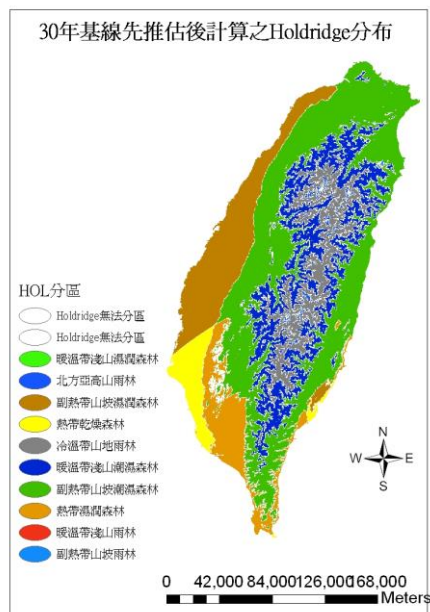 30年基線先推估後計算之Holdridge分布
HOL分區
Holdridge無法分區
Holdridge無法分區
暖溫帶淺山濕潤森林
北方亞高山雨林
副熱帶山坡濕潤森林
熱帶乾燥森林
冷溫帶山地雨林
暖溫帶淺山潮濕森林
副熱帶山坡潮濕森林
熱帶濕潤森林
暖溫帶淺山雨林
副熱帶山坡雨林
N
W E
S
0 42,000 84,000 126,000 168,000
Meters